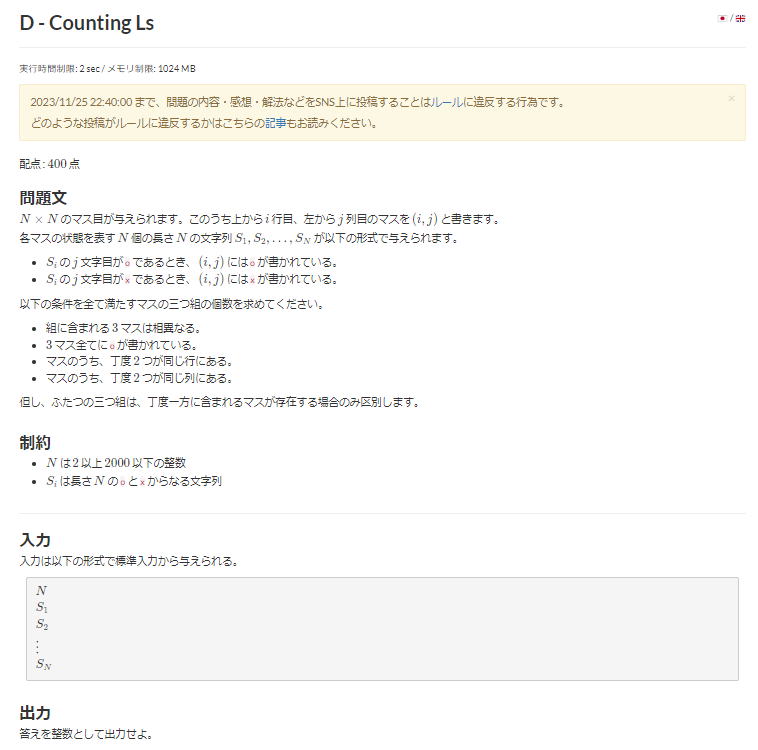 D - Counting Ls
/
実行時間制限: 2 sec / メモリ制限: 1024 MB
2023/11/25 22:40:00 まで、問題の内容・感想・解法などをSNS上に投稿することはルールに違反する行為です。
×
どのような投稿がルールに違反するかはこちらの記事もお読みください。
配点 : 400 点
問題文
N × N のマス目が与えられます。このうち上から i 行目、左から j 列目のマスを (i, j) と書きます。
各マスの状態を表す N 個の長さ N の文字列 S₁, S₂, …, S_N が以下の形式で与えられます。
• Sᵢ の j 文字目が o であるとき、 (i, j) には o が書かれている。
• Sᵢ の j 文字目が x であるとき、 (i, j) には x が書かれている。
以下の条件を全て満たすマスの三つ組の個数を求めてください。
• 組に含まれる 3 マスは相異なる。
• 3 マス全てに o が書かれている。
• マスのうち、丁度 2 つが同じ行にある。
• マスのうち、丁度 2 つが同じ列にある。
但し、ふたつの三つ組は、丁度一方に含まれるマスが存在する場合のみ区別します。
制約
• N は 2 以上 2000 以下の整数
• Sᵢ は長さ N の o と x からなる文字列
入力
入力は以下の形式で標準入力から与えられる。
N
S₁
S₂
⋮
S_N
出力
答えを整数として出力せよ。